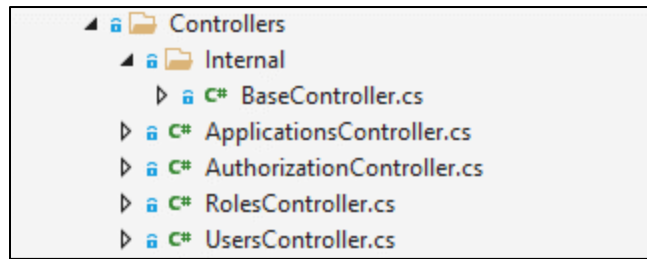 Controllers
Internal
C# BaseController.cs
C# ApplicationsController.cs
C# AuthorizationController.cs
C# RolesController.cs
C# UsersController.cs